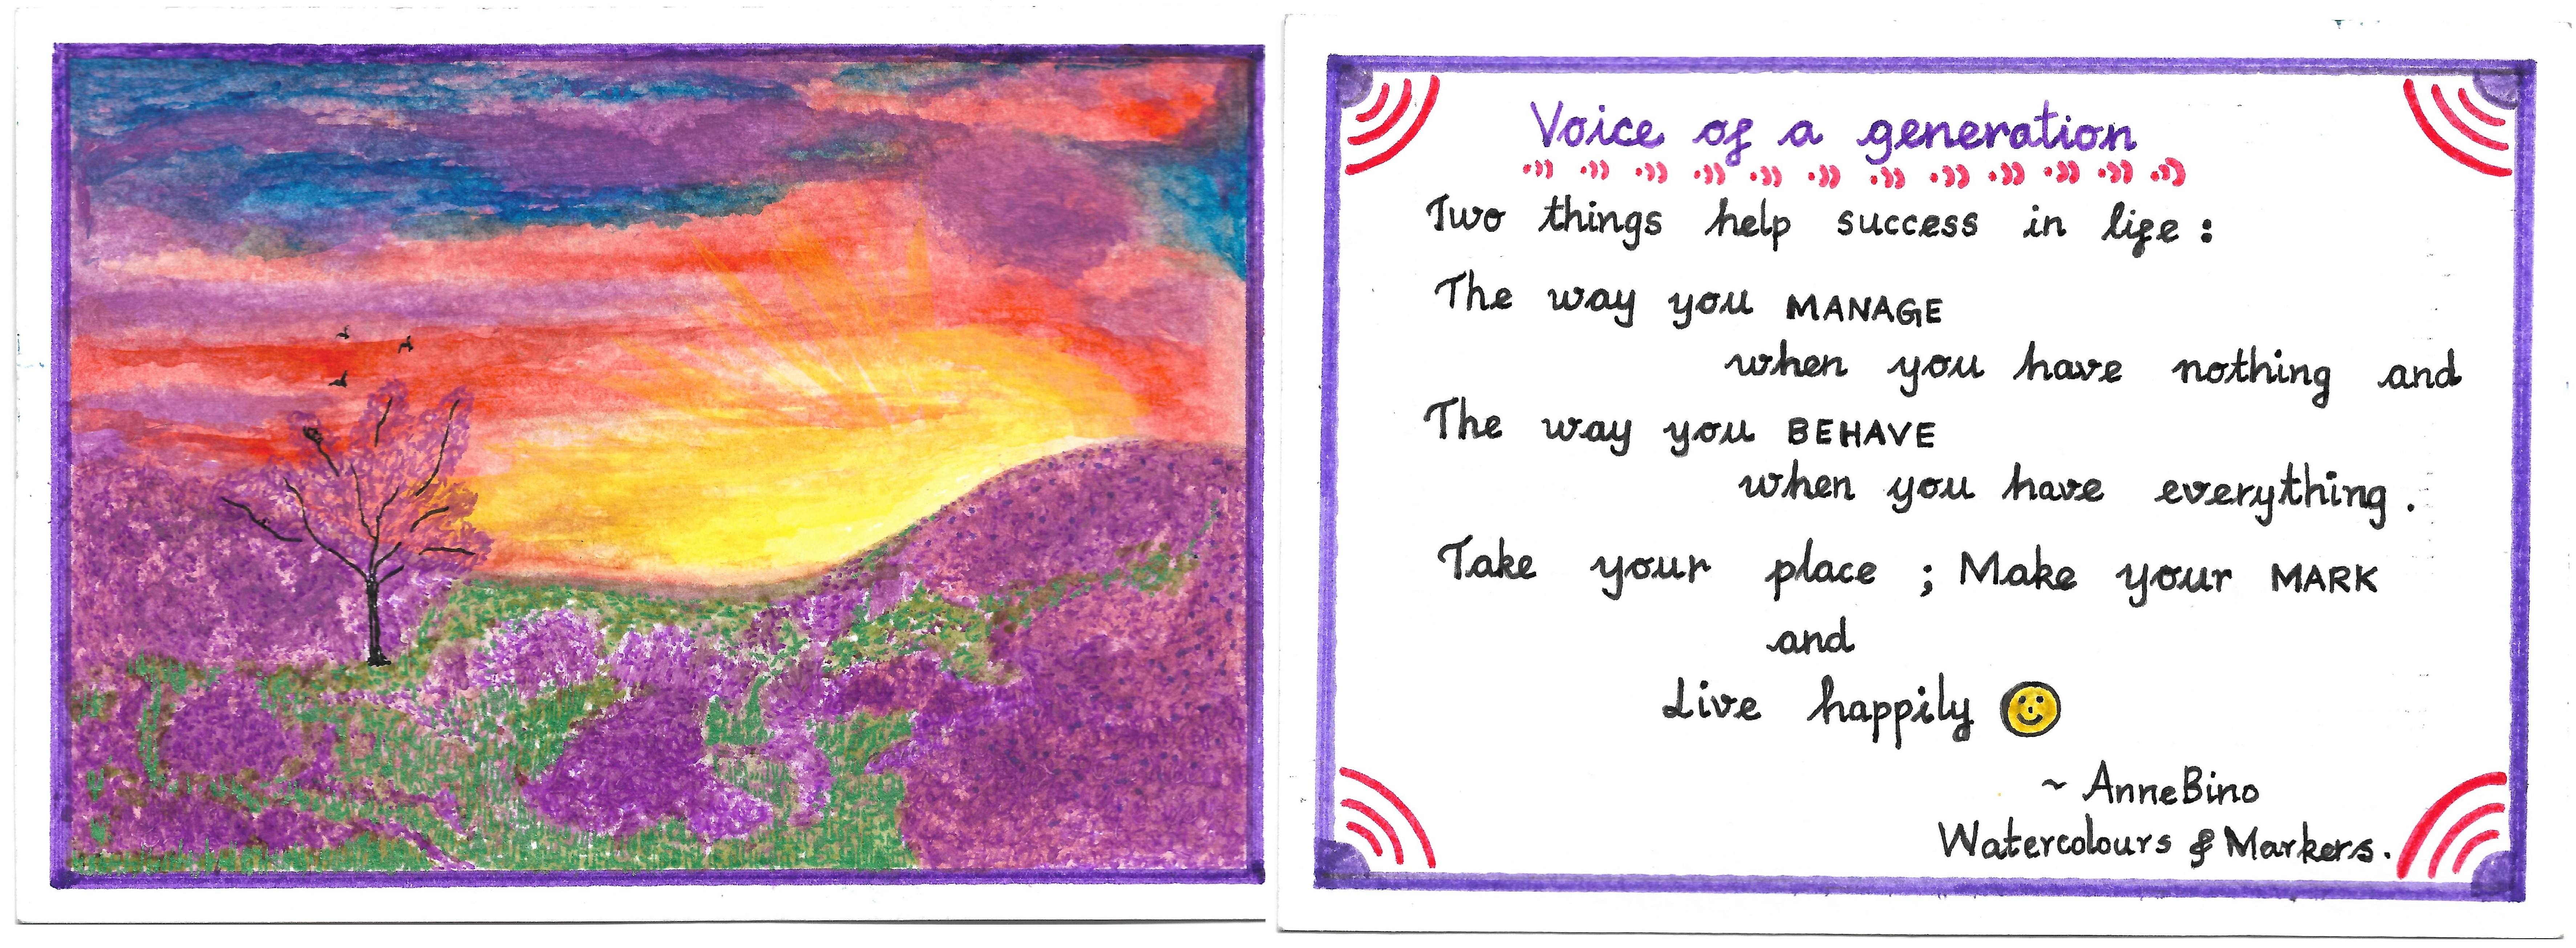 Voice of a generation
Two things help success in life :
The way you MANAGE
when you have nothing and
The way you BEHAVE
when you have everything .
Take your place ; Make your MARK
and
Live happily ☺
~ AnneBino
Watercolours & Markers.